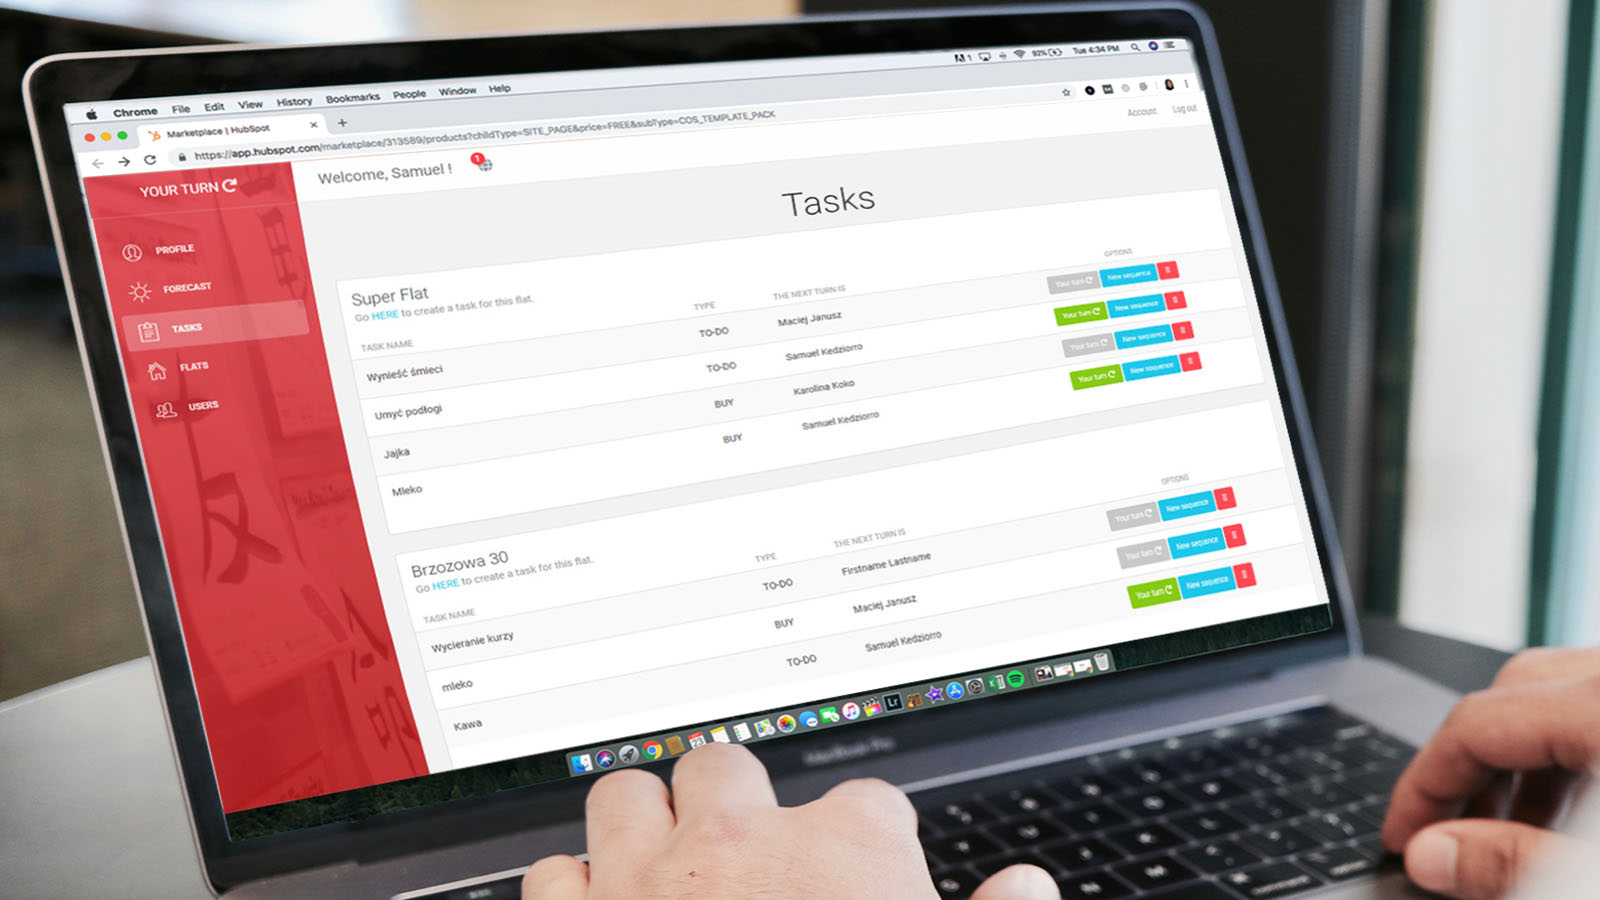 Chrome File Edit View History Bookmarks People Window Help
1 92% Tue 4:34 PM
Marketplace | HubSpot
https://app.hubspot.com/marketplace/313589/products?childType=SITE_PAGE&price=FREE&subType=COS_TEMPLATE_PACK
YOUR TURN
Welcome, Samuel !
1
Account Log out
PROFILE
FORECAST
TASKS
FLATS
USERS
Tasks
Super Flat
Go HERE to create a task for this flat.
TASK NAME TYPE THE NEXT TURN IS OPTIONS
Wynieść śmieci TO-DO Maciej Janusz Your turn New sequence
Umyć podłogi TO-DO Samuel Kedziorro Your turn New sequence
Jajka BUY Karolina Koko Your turn New sequence
Mleko BUY Samuel Kedziorro Your turn New sequence
Brzozowa 30
Go HERE to create a task for this flat.
TASK NAME TYPE THE NEXT TURN IS OPTIONS
Wycieranie kurzy TO-DO Firstname Lastname Your turn New sequence
mleko BUY Maciej Janusz Your turn New sequence
Kawa TO-DO Samuel Kedziorro Your turn New sequence
23
Lr
MacBook Pro
command